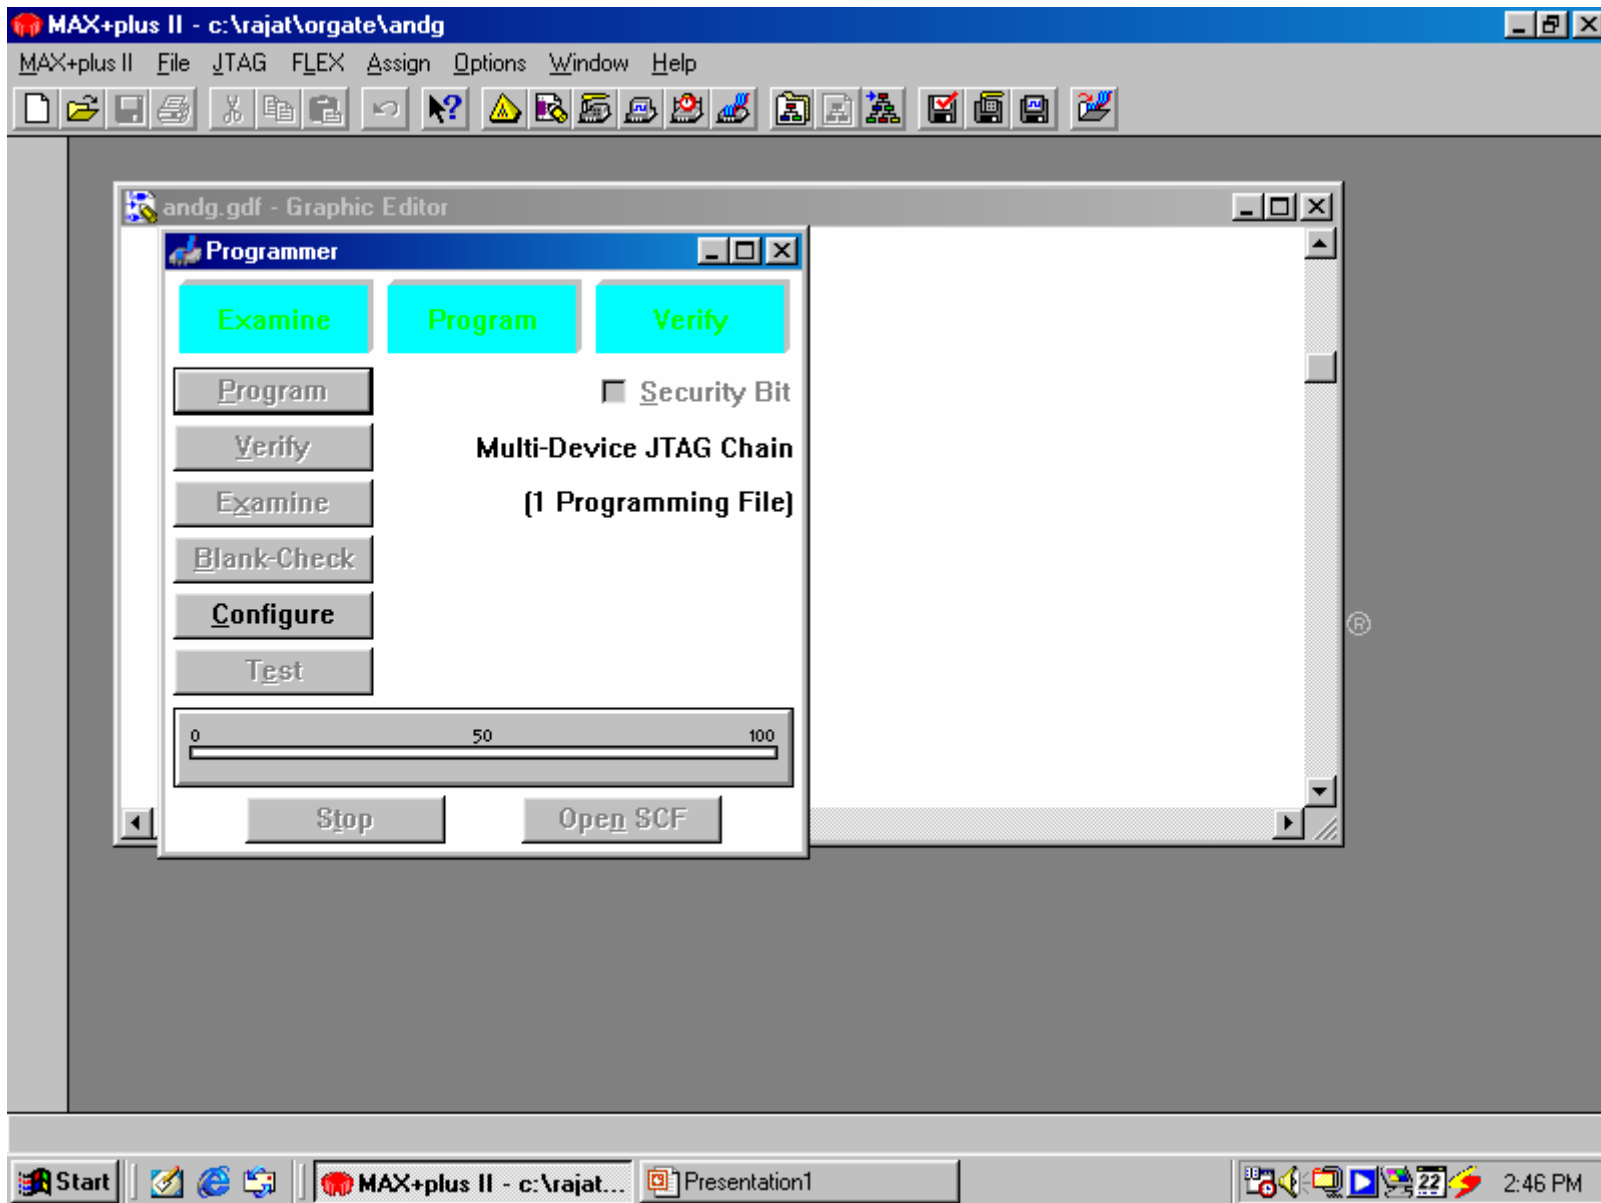 MAX+plus II - c:\rajat\orgate\andg
MAX+plus II File JTAG FLEX Assign Options Window Help
andg.gdf - Graphic Editor
Programmer
Examine Program Verify
Program Security Bit
Verify Multi-Device JTAG Chain
Examine (1 Programming File)
Blank-Check
Configure
®
Test
0 50 100
Stop Open SCF
Start MAX+plus II - c:\rajat... Presentation1 22 2:46 PM